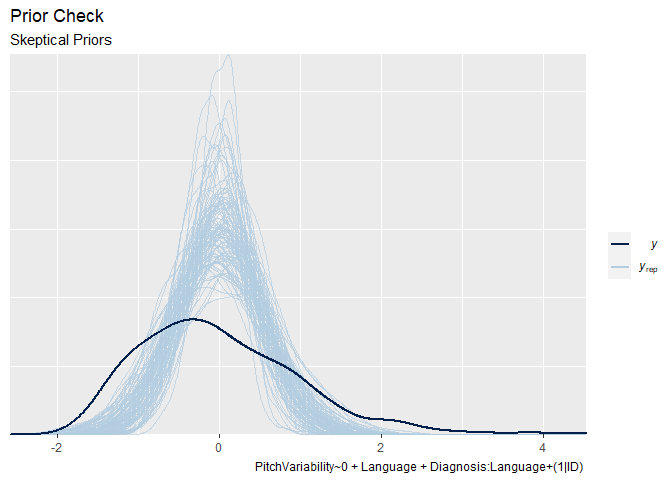 Prior Check
Skeptical Priors
y
yrep
-2
0
2
4
PitchVariability~0 + Language + Diagnosis:Language+(1|ID)